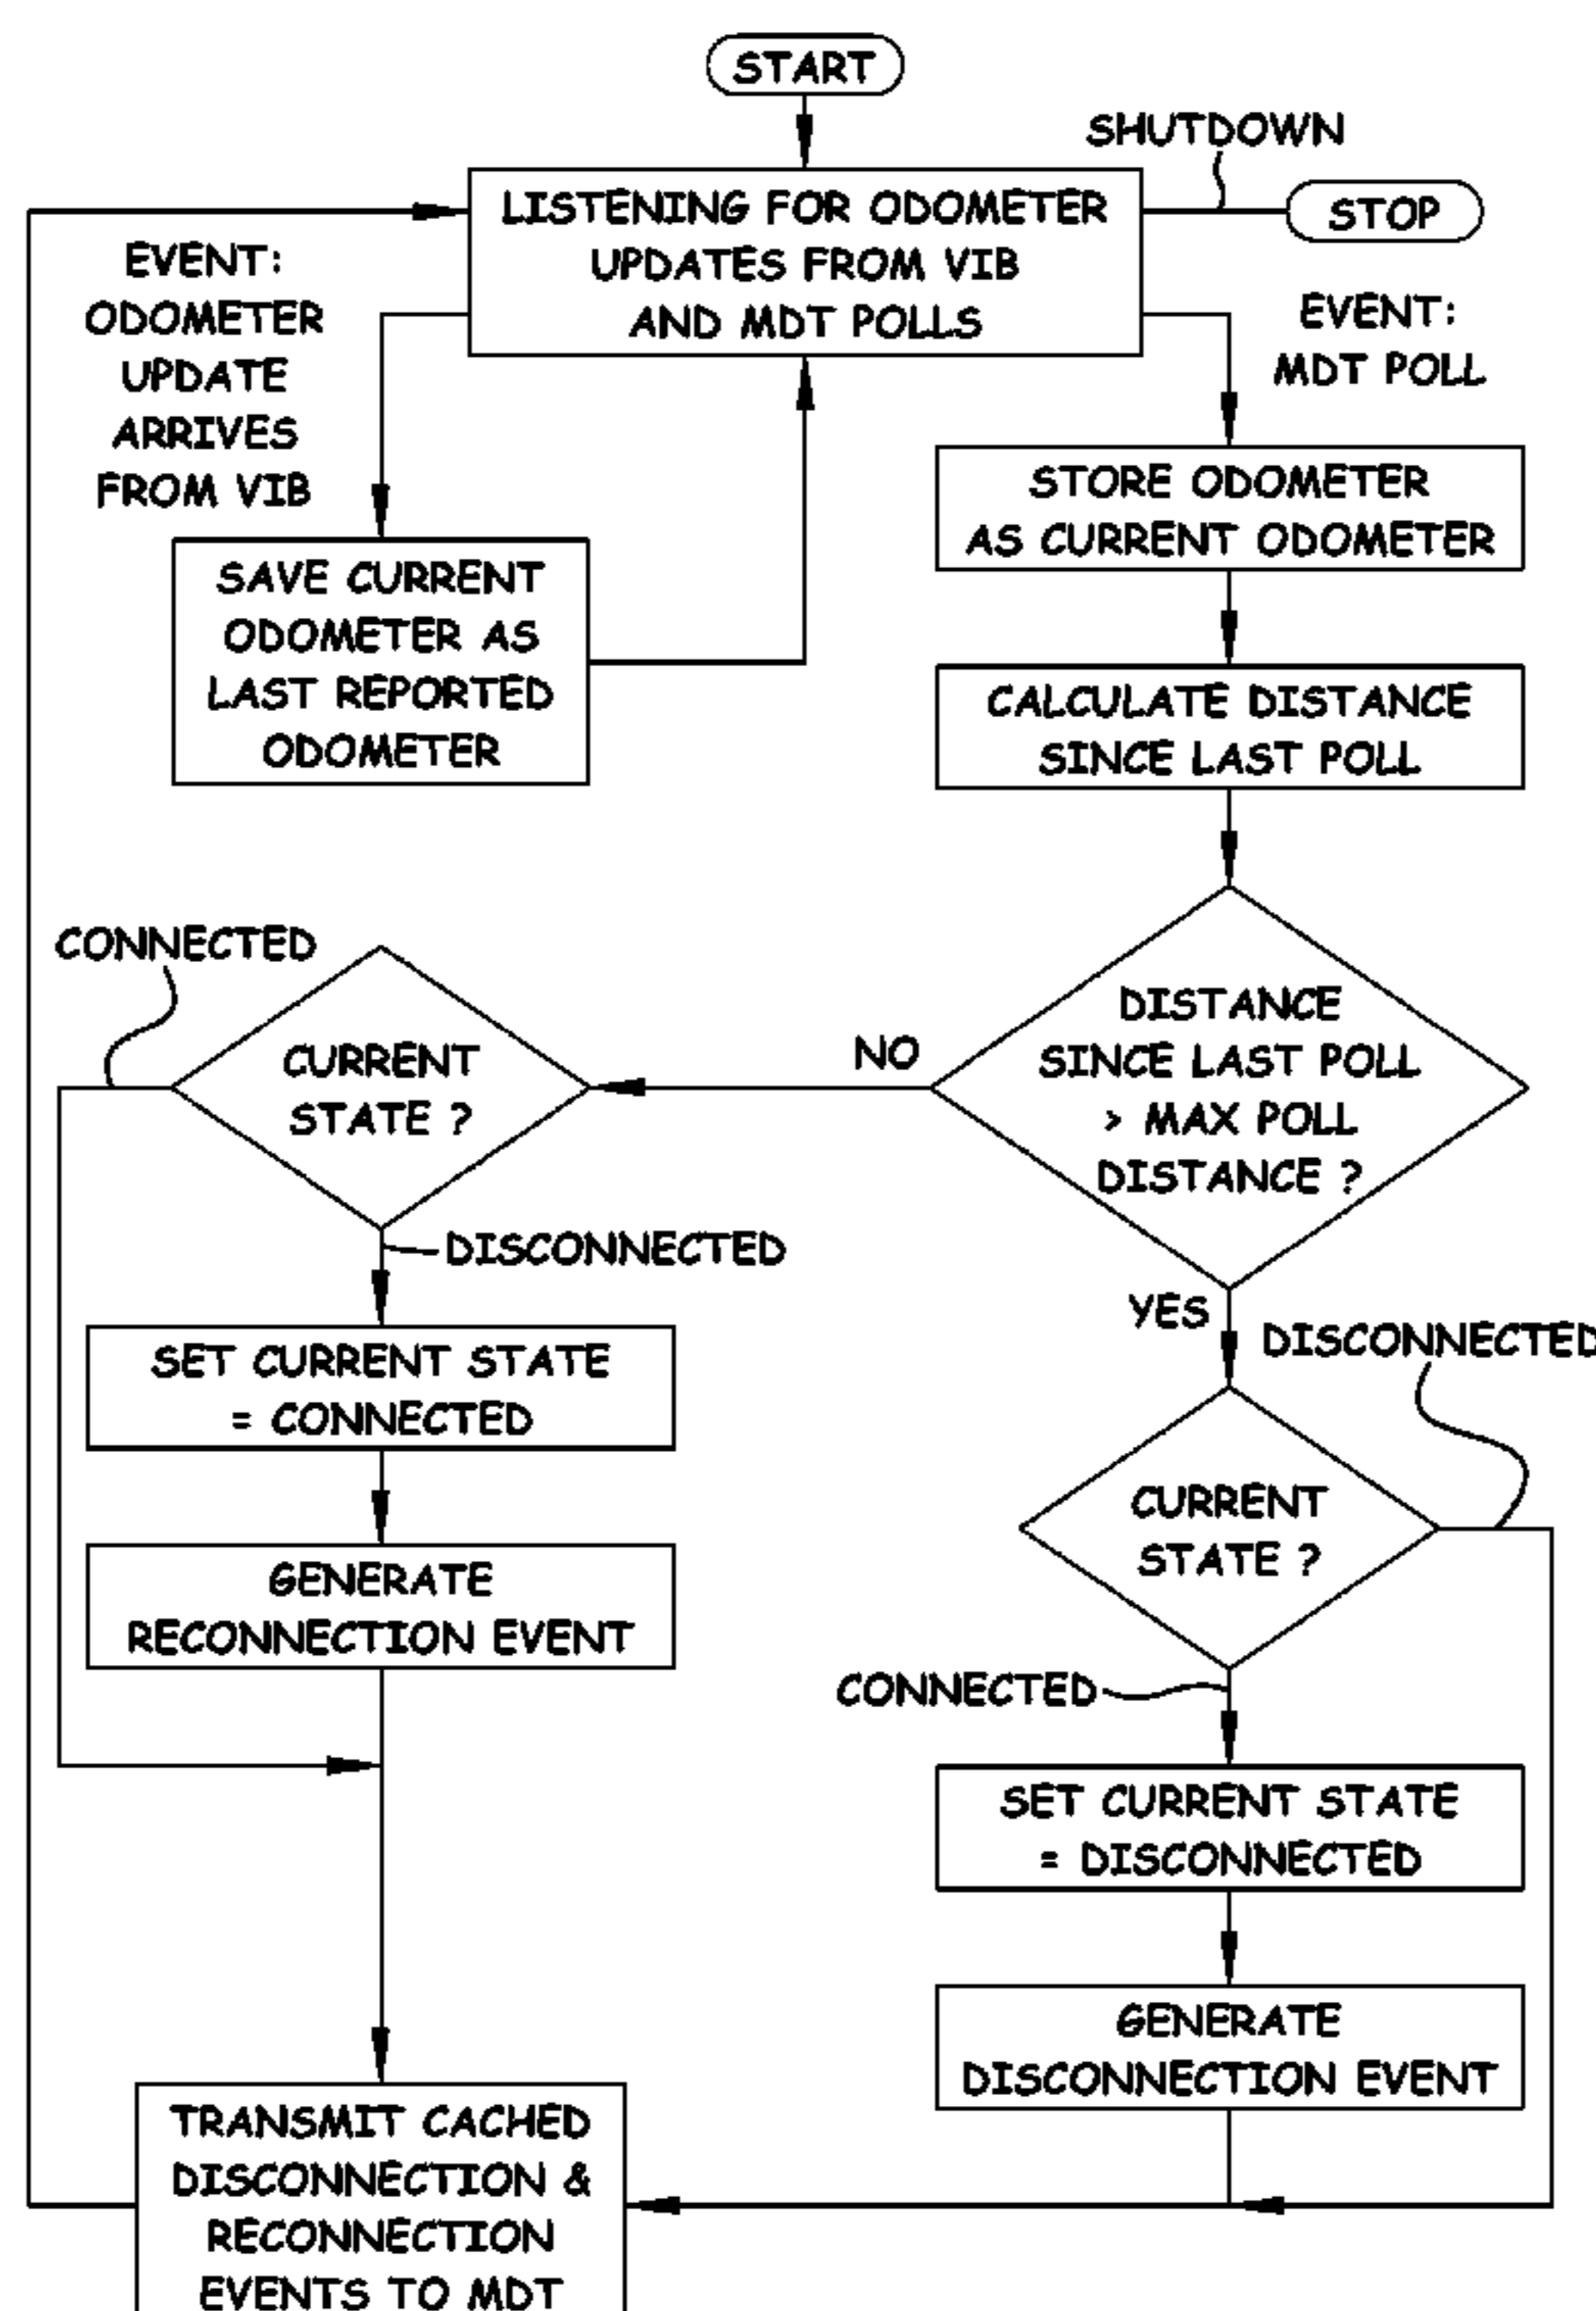 START
SHUTDOWN
LISTENING FOR ODOMETER
UPDATES FROM VIB
AND MDT POLLS
STOP
EVENT:
ODOMETER
UPDATE
ARRIVES
FROM VIB
EVENT:
MDT POLL
STORE ODOMETER
AS CURRENT ODOMETER
SAVE CURRENT
ODOMETER AS
LAST REPORTED
ODOMETER
CALCULATE DISTANCE
SINCE LAST POLL
DISTANCE
SINCE LAST POLL
> MAX POLL
DISTANCE ?
NO
YES
CONNECTED
CURRENT
STATE ?
DISCONNECTED
SET CURRENT STATE
= CONNECTED
GENERATE
RECONNECTION EVENT
DISCONNECTED
CURRENT
STATE ?
CONNECTED
SET CURRENT STATE
= DISCONNECTED
GENERATE
DISCONNECTION EVENT
TRANSMIT CACHED
DISCONNECTION &
RECONNECTION
EVENTS TO MDT